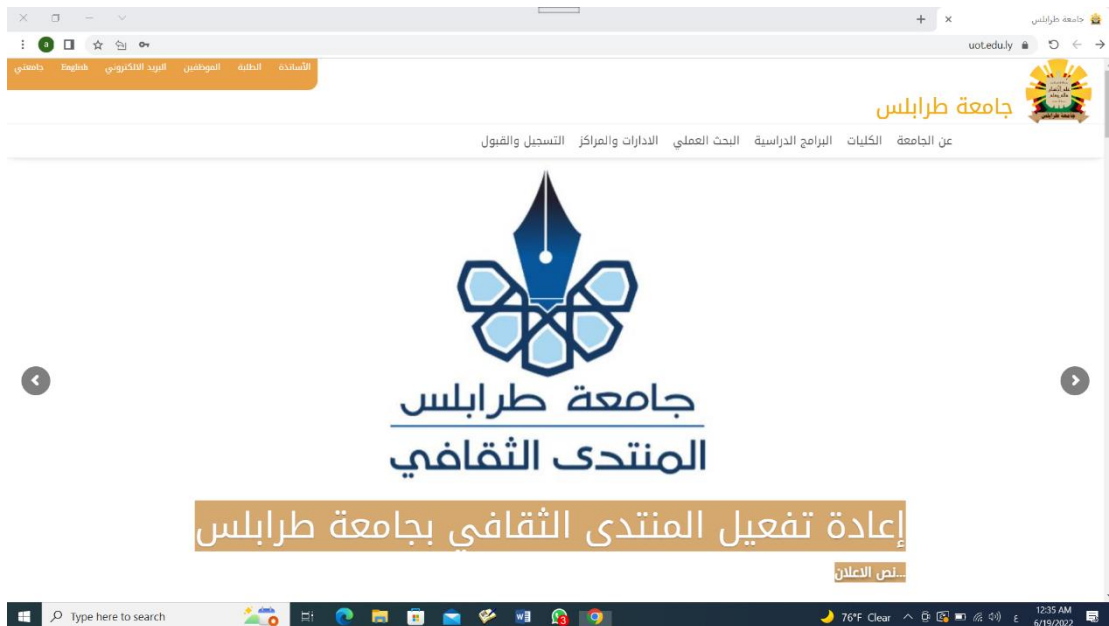 جامعة طرابلس
uot.edu.ly
a
الأساتذة الطلبة الموظفين البريد الالكتروني English جامعتي
جامعة طرابلس
عن الجامعة الكليات البرامج الدراسية البحث العملي الادارات والمراكز التسجيل والقبول
جامعة طرابلس
المنتدى الثقافي
إعادة تفعيل المنتدى الثقافي بجامعة طرابلس
...نص الاعلان
Type here to search
3
76°F Clear
ع
12:35 AM
6/19/2022